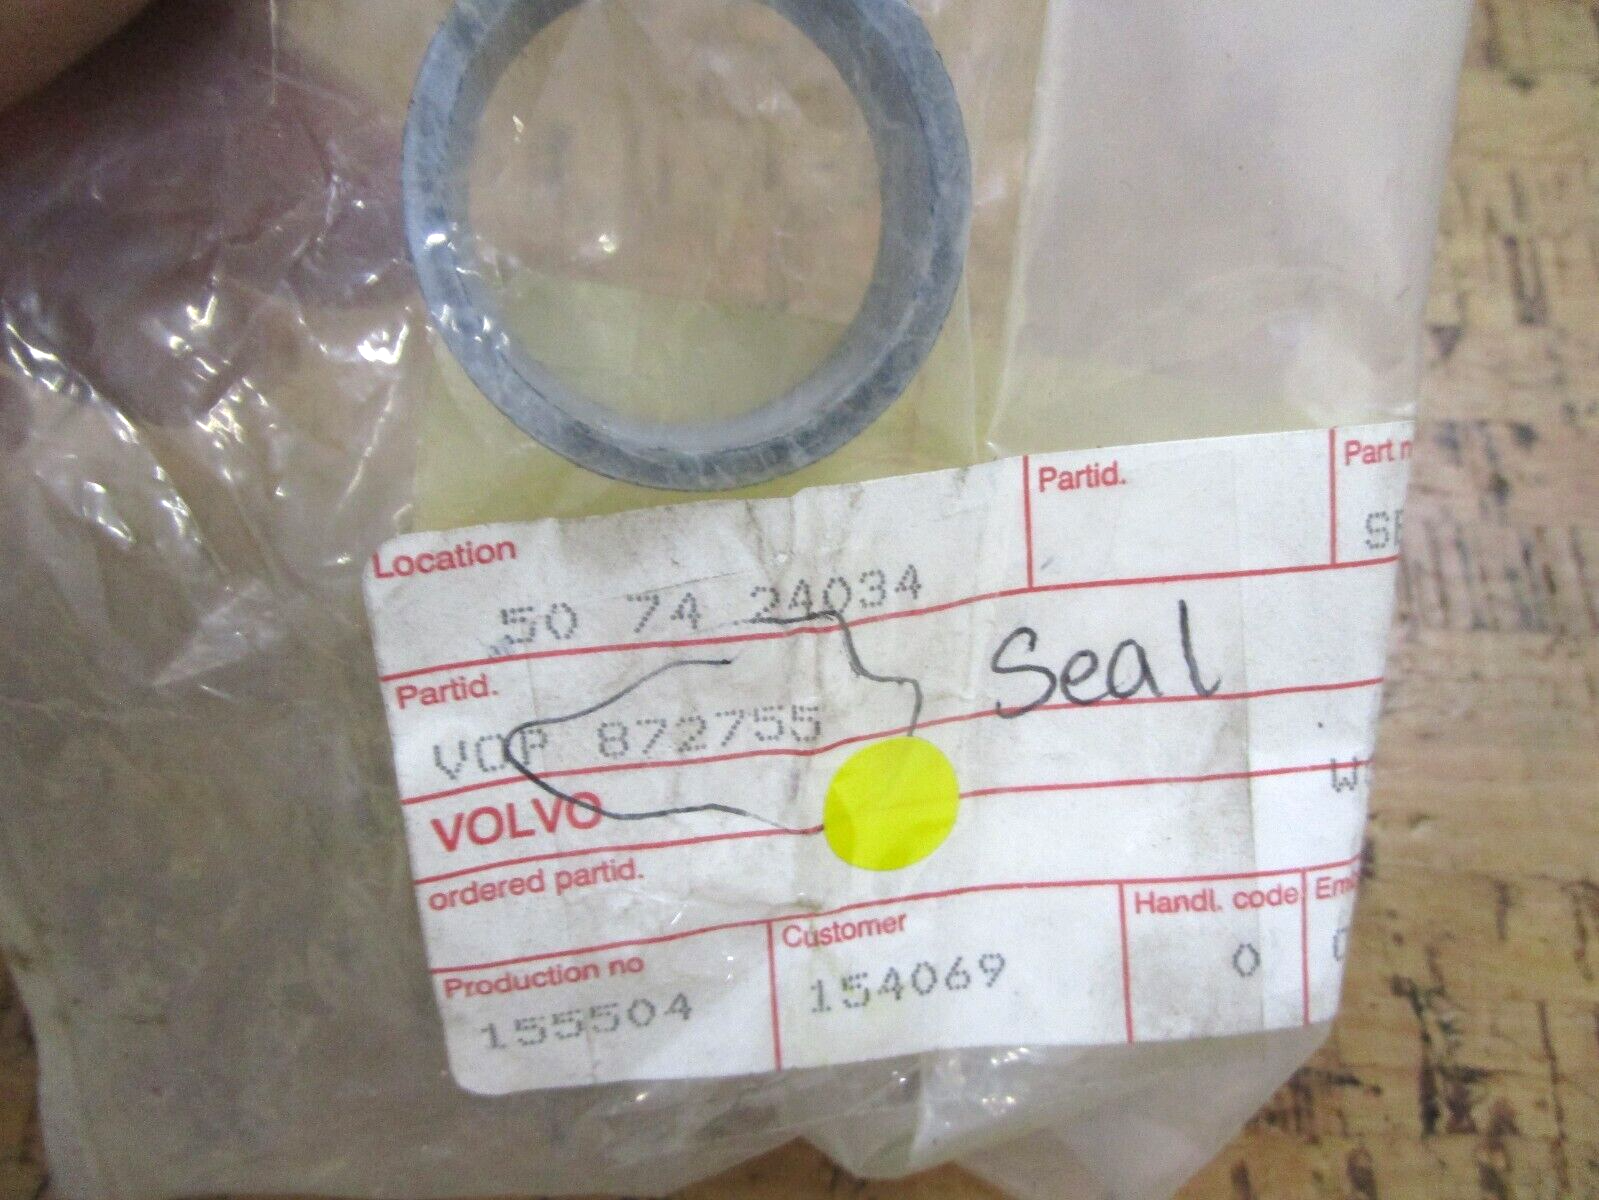 Location
50 74 24034
Partid.
Part
Partid.
VOP 872755
Seal
VOLVO
ordered partid.
Production no
155504
Customer
154069
Handl. code
0